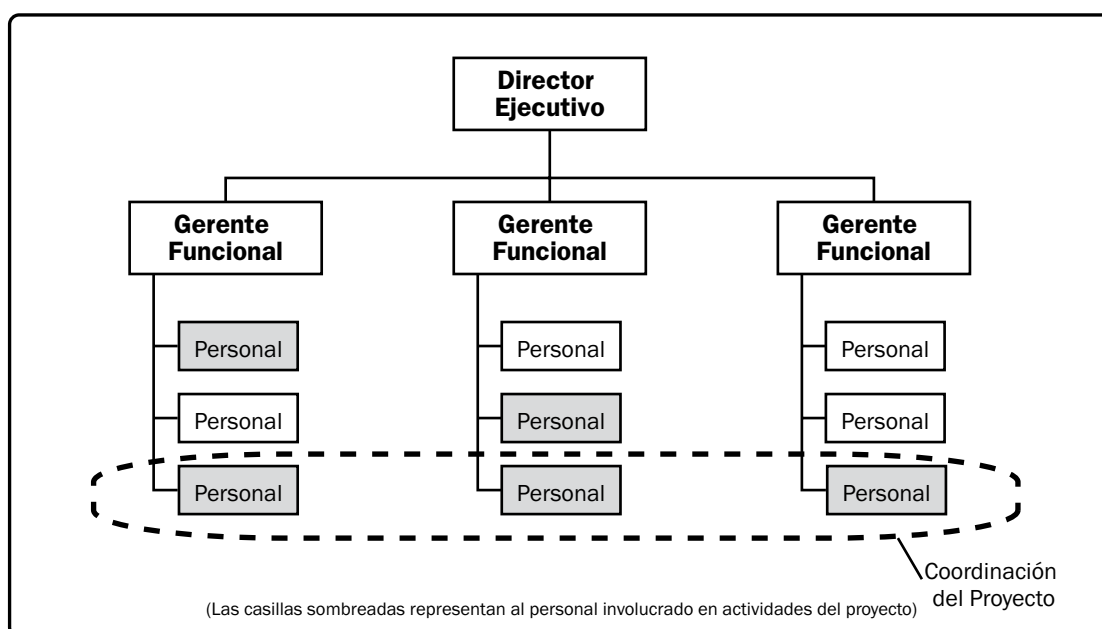 Director
Ejecutivo
Gerente
Funcional
Gerente
Funcional
Gerente
Funcional
Personal
Personal
Personal
Personal
Personal
Personal
Personal
Personal
Personal
Coordinación
del Proyecto
(Las casillas sombreadas representan al personal involucrado en actividades del proyecto)